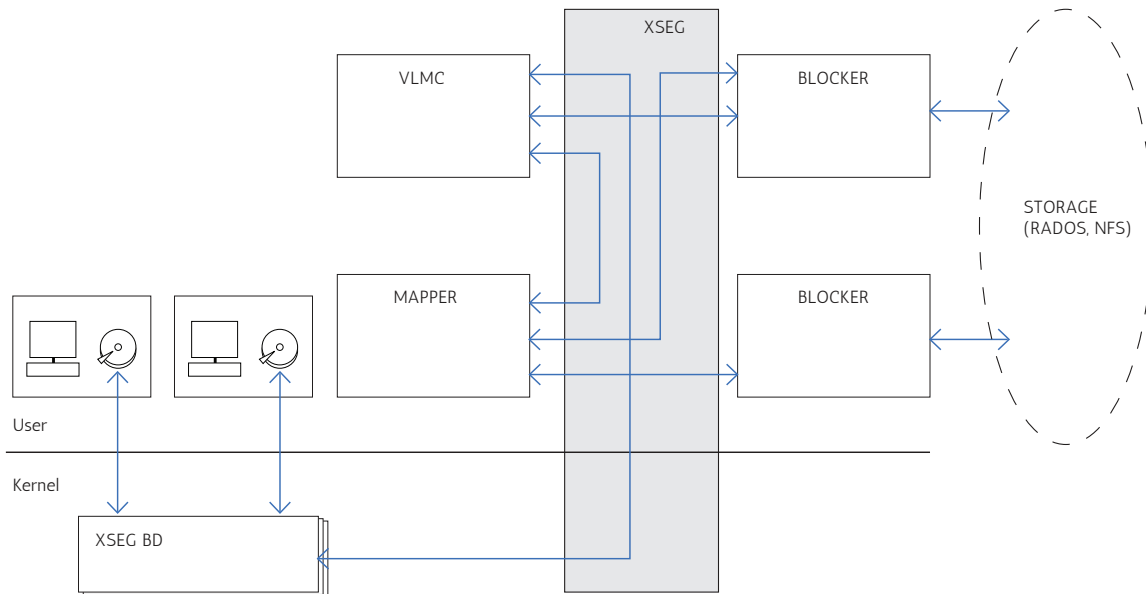 XSEG
VLMC
BLOCKER
STORAGE
(RADOS, NFS)
MAPPER
BLOCKER
User
Kernel
XSEG BD